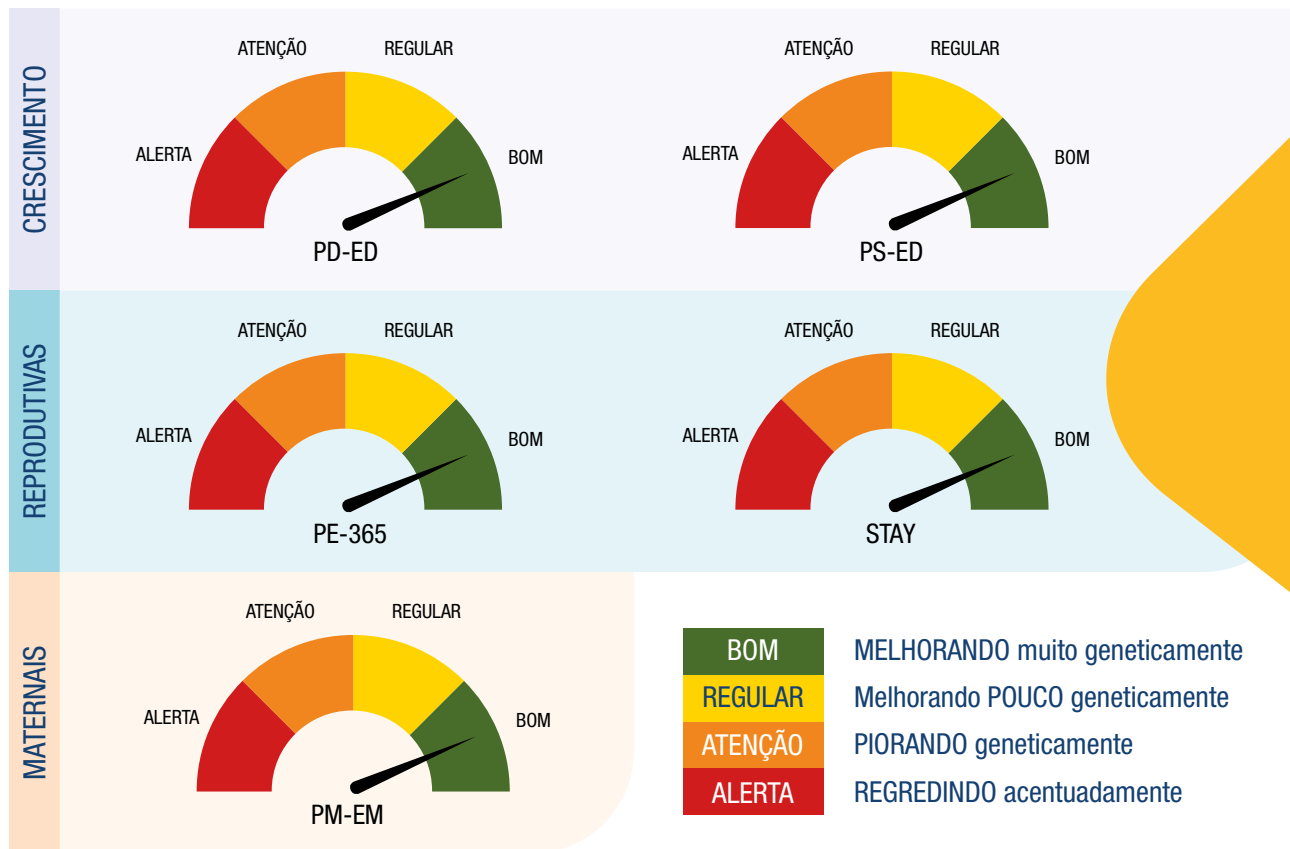 CRESCIMENTO
ATENÇÃO
REGULAR
ALERTA
BOM
PD-ED
ATENÇÃO
REGULAR
ALERTA
BOM
PS-ED
REPRODUTIVAS
ATENÇÃO
REGULAR
ALERTA
BOM
PE-365
ATENÇÃO
REGULAR
ALERTA
BOM
STAY
MATERNAIS
ATENÇÃO
REGULAR
ALERTA
BOM
PM-EM
BOM MELHORANDO muito geneticamente
REGULAR Melhorando POUCO geneticamente
ATENÇÃO PIORANDO geneticamente
ALERTA REGREDINDO acentuadamente